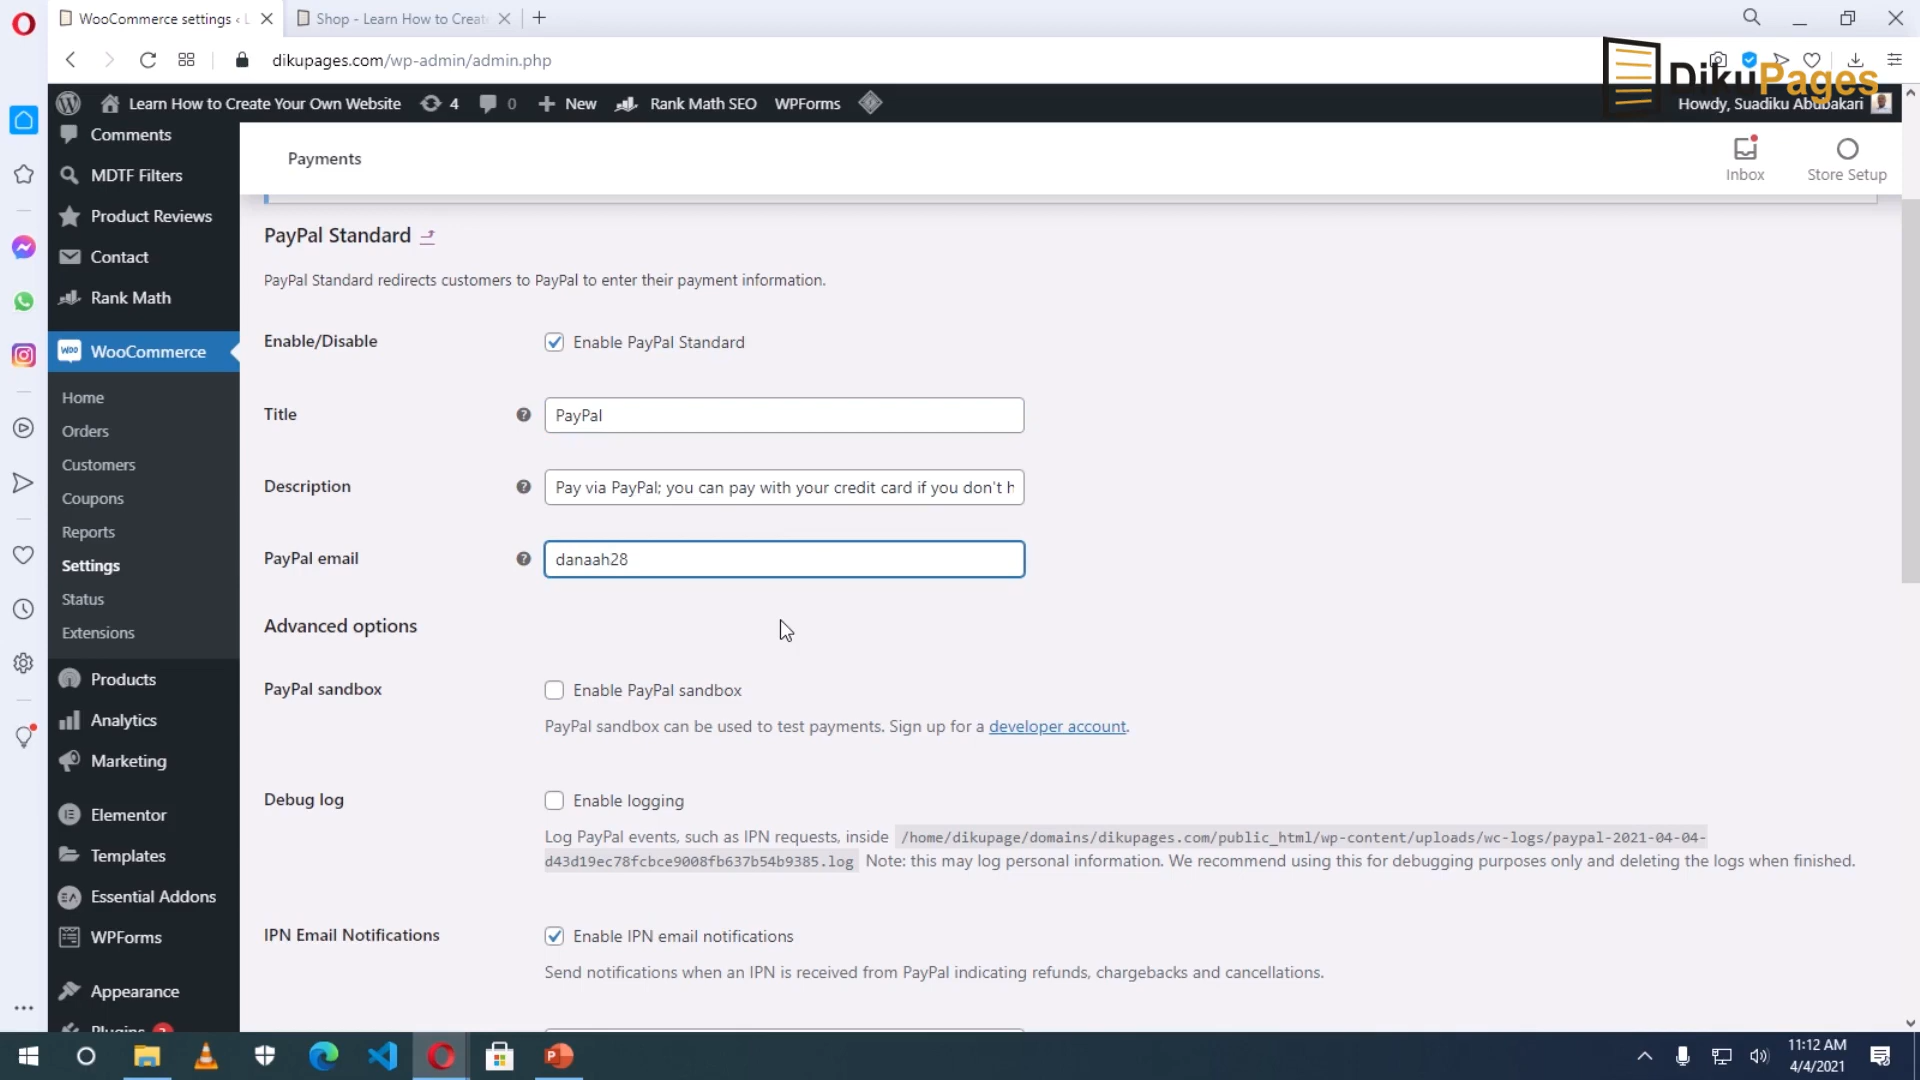 WooCommerce settings ‹ L
Shop - Learn How to Create
dikupages.com/wp-admin/admin.php
DikuPages
Learn How to Create Your Own Website
4
0
New
Rank Math SEO
WPForms
Howdy, Suadiku Abubakari
Comments
MDTF Filters
Product Reviews
Contact
Rank Math
WooCommerce
Home
Orders
Customers
Coupons
Reports
Settings
Status
Extensions
Products
Analytics
Marketing
Elementor
Templates
Essential Addons
WPForms
Appearance
Plugins
Payments
Inbox
Store Setup
PayPal Standard
PayPal Standard redirects customers to PayPal to enter their payment information.
Enable/Disable
Enable PayPal Standard
Title
PayPal
Description
Pay via PayPal; you can pay with your credit card if you don't h
PayPal email
danaah28
Advanced options
PayPal sandbox
Enable PayPal sandbox
PayPal sandbox can be used to test payments. Sign up for a developer account.
Debug log
Enable logging
Log PayPal events, such as IPN requests, inside /home/dikupage/domains/dikupages.com/public_html/wp-content/uploads/wc-logs/paypal-2021-04-04-
d43d19ec78fcbce9008fb637b54b9385.log Note: this may log personal information. We recommend using this for debugging purposes only and deleting the logs when finished.
IPN Email Notifications
Enable IPN email notifications
Send notifications when an IPN is received from PayPal indicating refunds, chargebacks and cancellations.
11:12 AM
4/4/2021